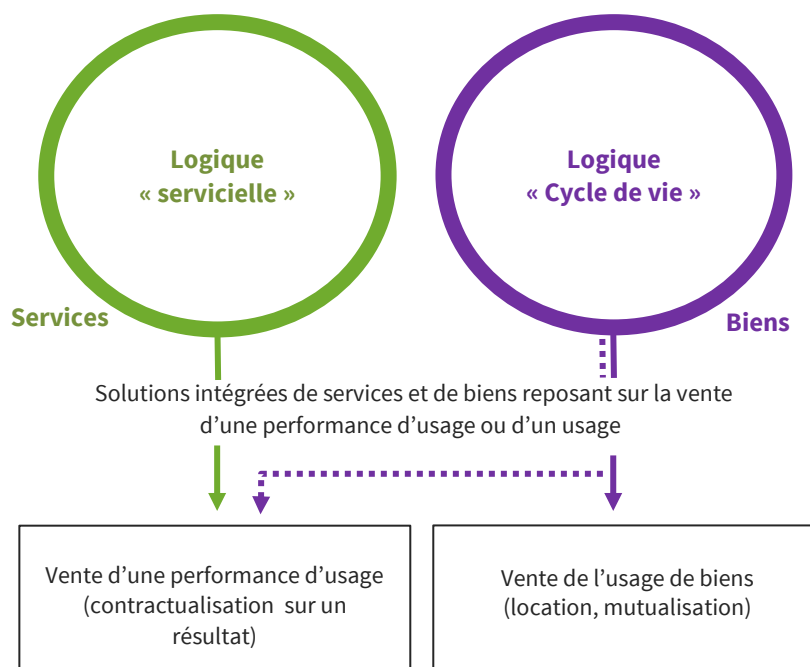 Logique
« servicielle »
Logique
« Cycle de vie »
Services
Biens
Solutions intégrées de services et de biens reposant sur la vente
d’une performance d’usage ou d’un usage
Vente d’une performance d’usage
(contractualisation sur un
résultat)
Vente de l’usage de biens
(location, mutualisation)